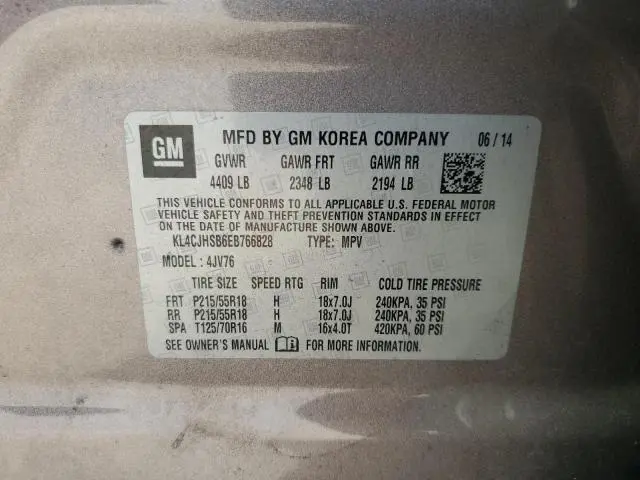 GM
MFD BY GM KOREA COMPANY 06 / 14
GVWR GAWR FRT GAWR RR
4409 LB 2348 LB 2194 LB
THIS VEHICLE CONFORMS TO ALL APPLICABLE U.S. FEDERAL MOTOR
VEHICLE SAFETY AND THEFT PREVENTION STANDARDS IN EFFECT
ON THE DATE OF MANUFACTURE SHOWN ABOVE.
KL4CJHSB6EB766828 TYPE: MPV
MODEL : 4JV76
TIRE SIZE SPEED RTG RIM COLD TIRE PRESSURE
FRT P215/55R18 H 18x7.0J 240KPA, 35 PSI
RR P215/55R18 H 18x7.0J 240KPA, 35 PSI
SPA T125/70R16 M 16x4.0T 420KPA, 60 PSI
SEE OWNER'S MANUAL FOR MORE INFORMATION.